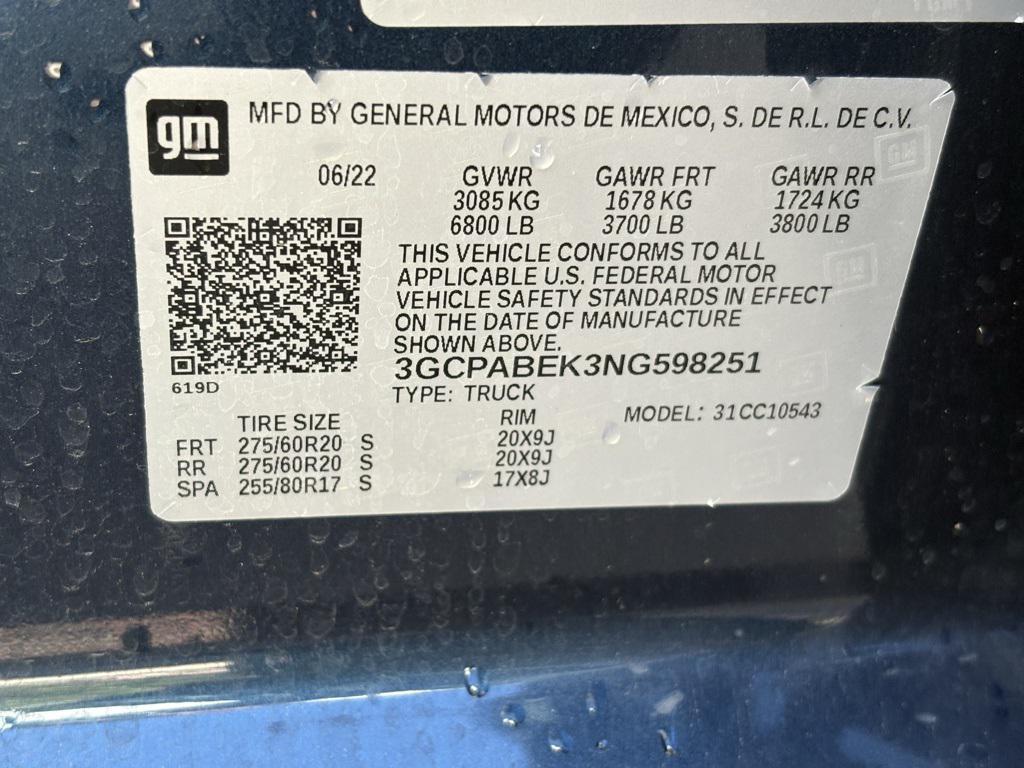 gm
MFD BY GENERAL MOTORS DE MEXICO, S. DE R.L. DE C.V.
06/22 GVWR GAWR FRT GAWR RR
3085 KG 1678 KG 1724 KG
6800 LB 3700 LB 3800 LB
THIS VEHICLE CONFORMS TO ALL
APPLICABLE U.S. FEDERAL MOTOR
VEHICLE SAFETY STANDARDS IN EFFECT
ON THE DATE OF MANUFACTURE
SHOWN ABOVE.
3GCPABEK3NG598251
619D
TYPE: TRUCK
TIRE SIZE RIM MODEL: 31CC10543
FRT 275/60R20 S 20X9J
RR 275/60R20 S 20X9J
SPA 255/80R17 S 17X8J